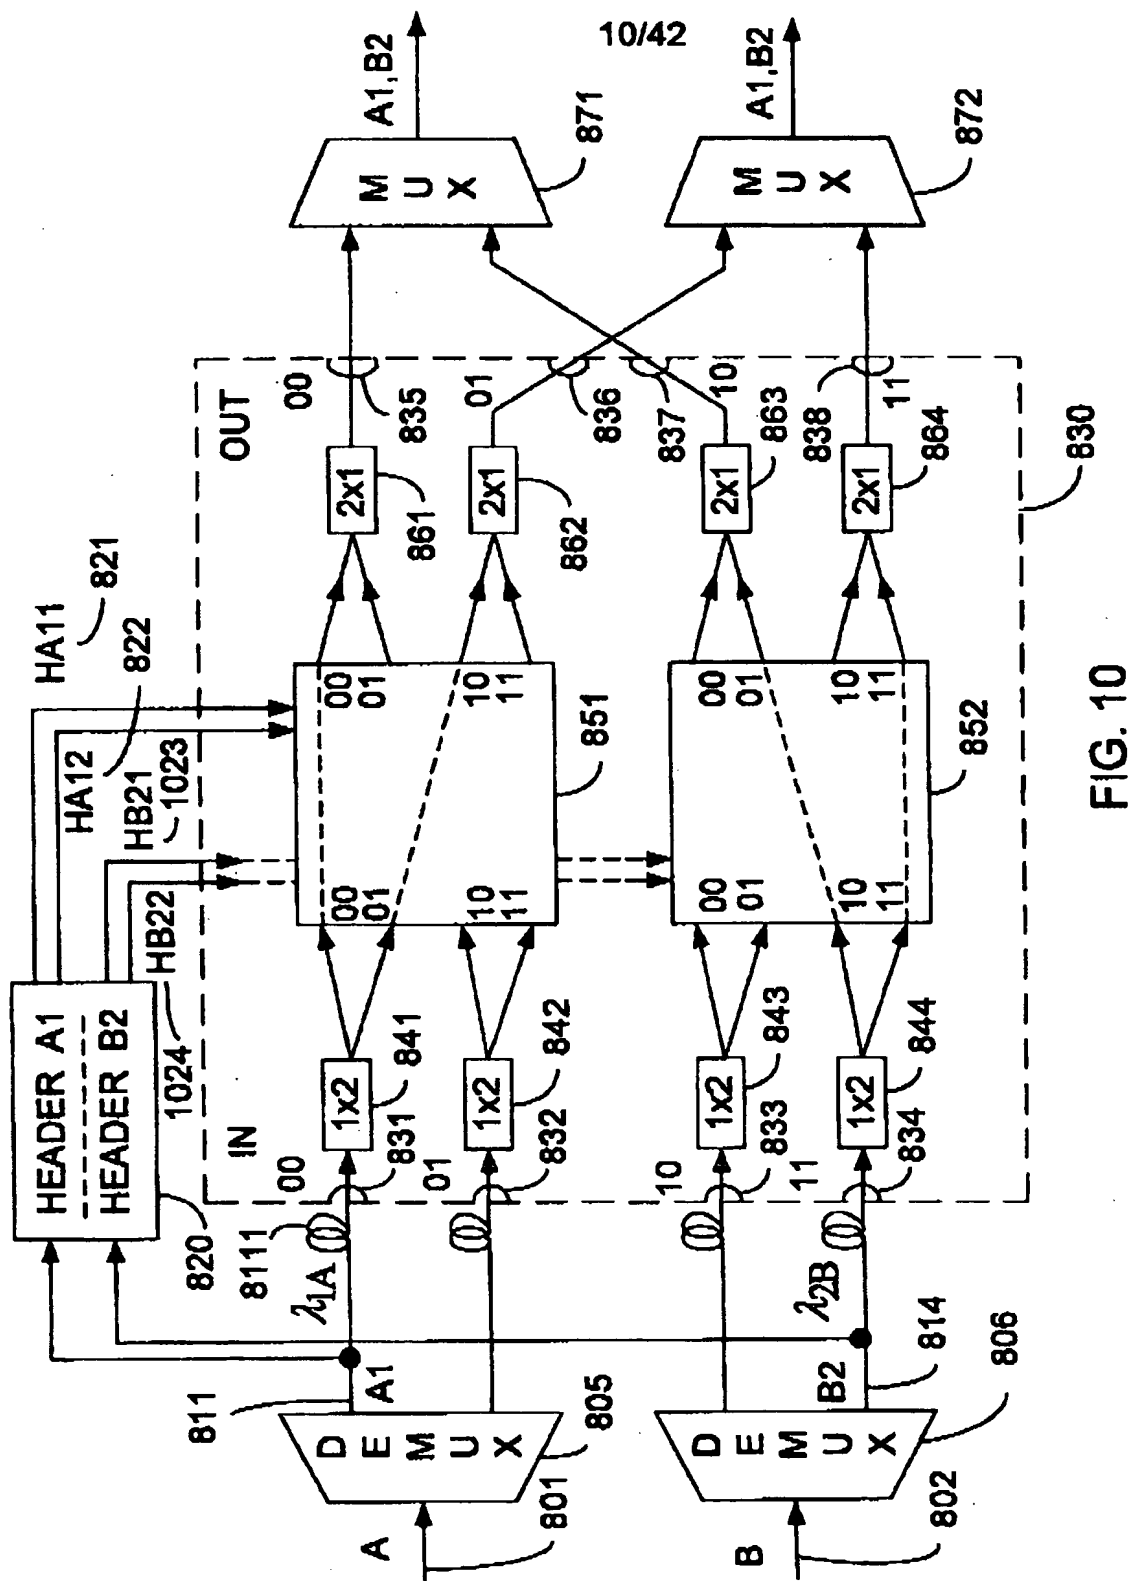 10/42
HEADER A1
HEADER B2
820
HA11
821
HA12
822
HB21
1023
HB22
1024
IN
OUT
A
801
DEMUX
805
811
A1
λ1A
8111
00
831
1x2
841
01
832
1x2
842
00
01
10
11
00
01
10
11
851
2x1
861
00
835
2x1
862
01
836
MUX
871
A1,B2
B
802
DEMUX
806
B2
814
λ2B
10
833
1x2
843
11
834
1x2
844
00
01
10
11
00
01
10
11
852
2x1
863
10
837
2x1
864
11
838
MUX
872
A1,B2
830
FIG. 10